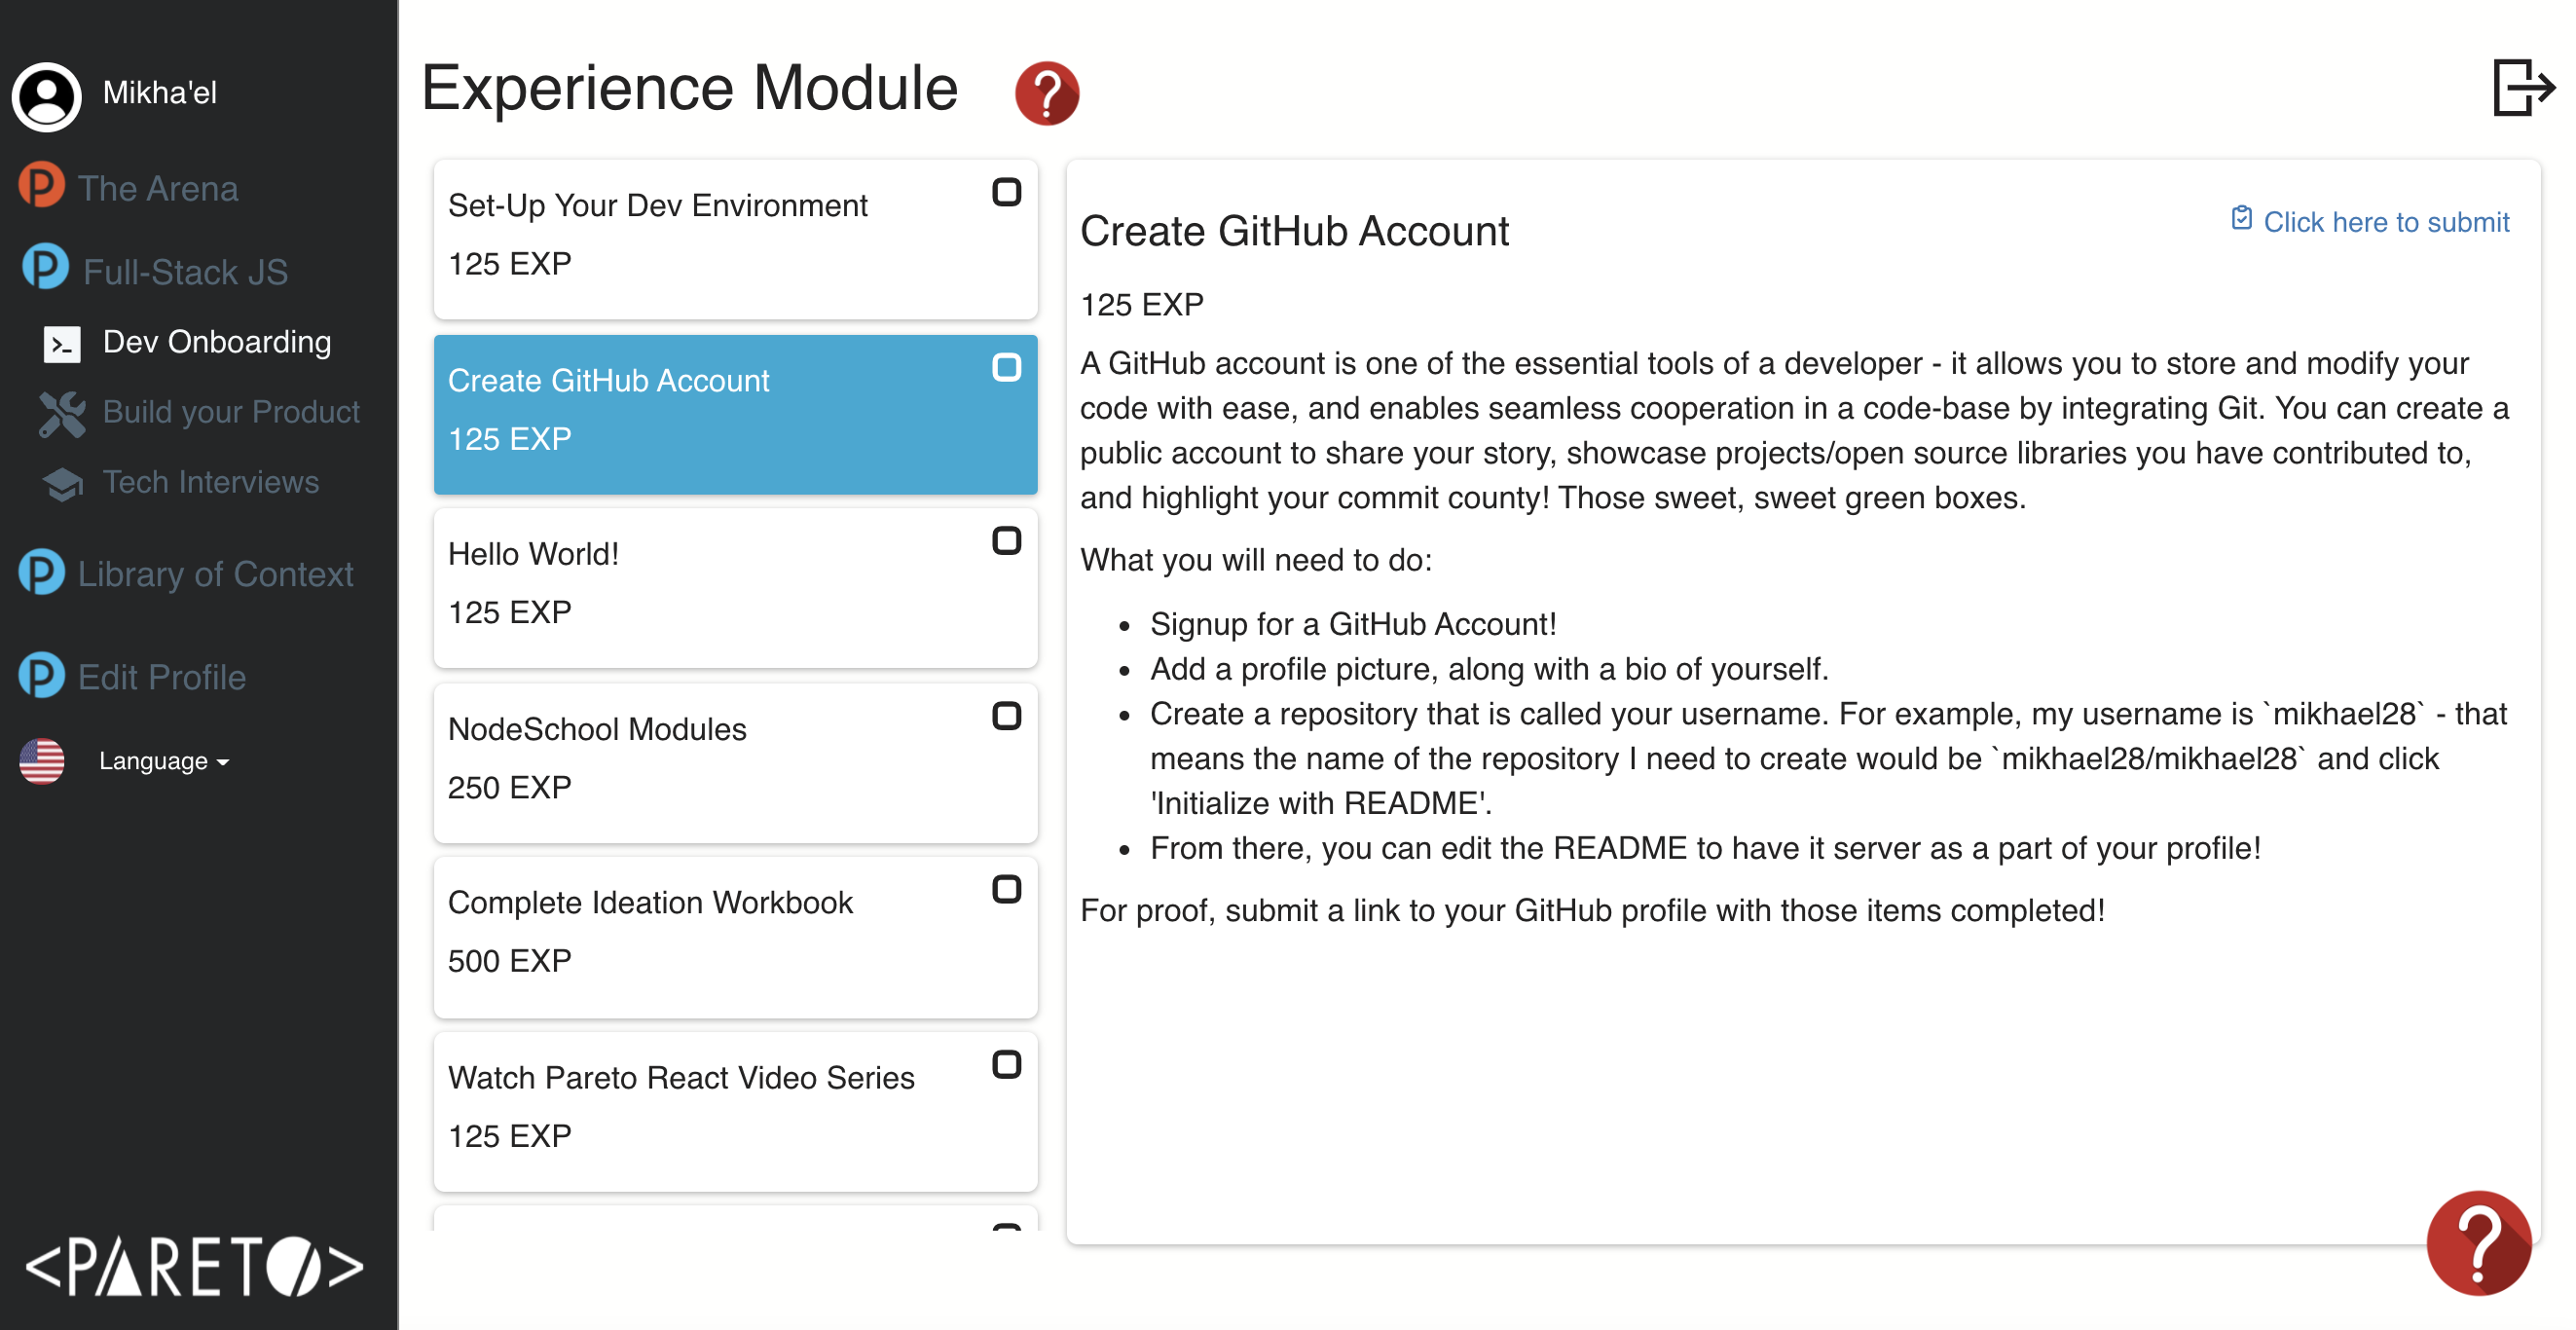 Mikha'el
The Arena
Full-Stack JS
Dev Onboarding
Build your Product
Tech Interviews
Library of Context
Edit Profile
Language
<PARETO>
Experience Module
?
Set-Up Your Dev Environment
125 EXP
Create GitHub Account
125 EXP
Hello World!
125 EXP
NodeSchool Modules
250 EXP
Complete Ideation Workbook
500 EXP
Watch Pareto React Video Series
125 EXP
Click here to submit
Create GitHub Account
125 EXP
A GitHub account is one of the essential tools of a developer - it allows you to store and modify your
code with ease, and enables seamless cooperation in a code-base by integrating Git. You can create a
public account to share your story, showcase projects/open source libraries you have contributed to,
and highlight your commit county! Those sweet, sweet green boxes.
What you will need to do:
• Signup for a GitHub Account!
• Add a profile picture, along with a bio of yourself.
• Create a repository that is called your username. For example, my username is `mikhael28` - that
means the name of the repository I need to create would be `mikhael28/mikhael28` and click
'Initialize with README'.
• From there, you can edit the README to have it server as a part of your profile!
For proof, submit a link to your GitHub profile with those items completed!
?